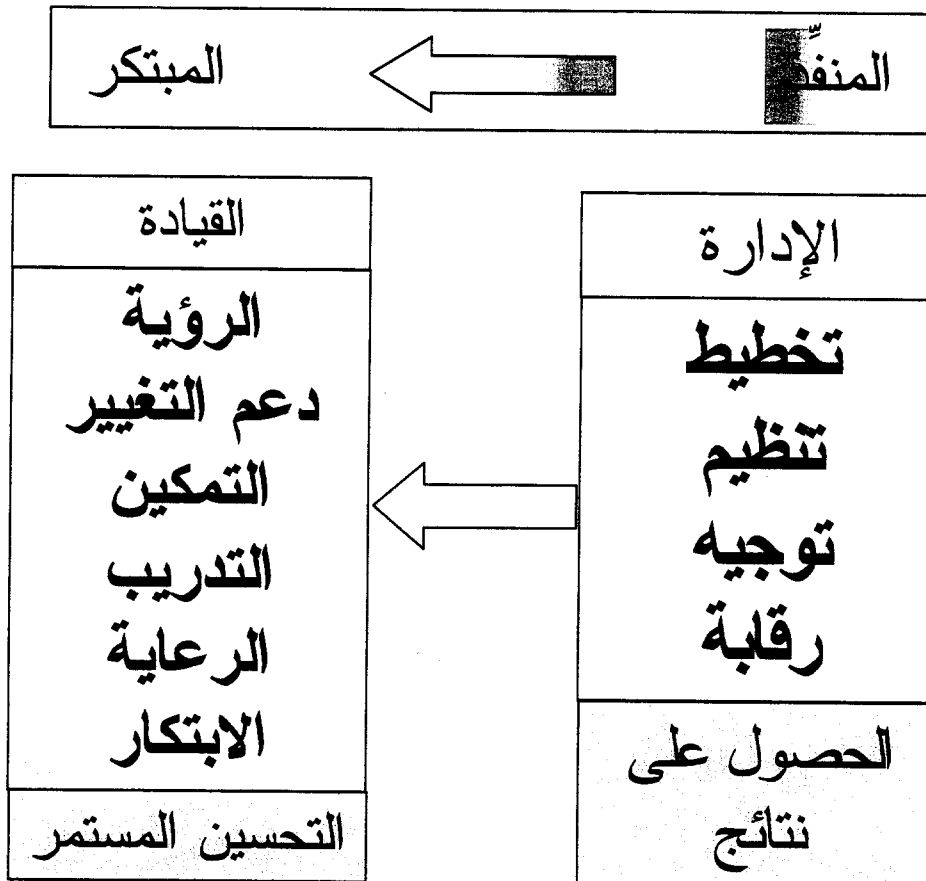 المنفِّذ
المبتكر
الإدارة
تخطيط
تنظيم
توجيه
رقابة
الحصول على
نتائج
القيادة
الرؤية
دعم التغيير
التمكين
التدريب
الرعاية
الابتكار
التحسين المستمر